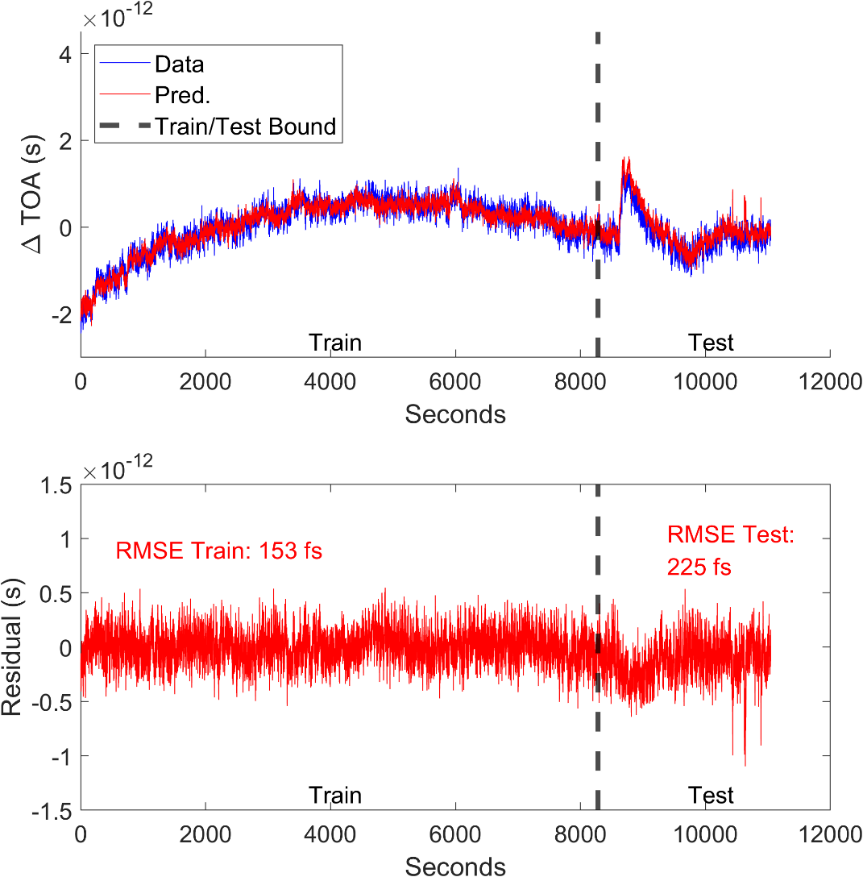 ×10⁻¹²
4
2
0
-2
Δ TOA (s)
Data
Pred.
Train/Test Bound
Train
Test
0
2000
4000
6000
8000
10000
12000
Seconds
×10⁻¹²
1.5
1
0.5
0
-0.5
-1
-1.5
Residual (s)
RMSE Train: 153 fs
RMSE Test:
225 fs
Train
Test
0
2000
4000
6000
8000
10000
12000
Seconds